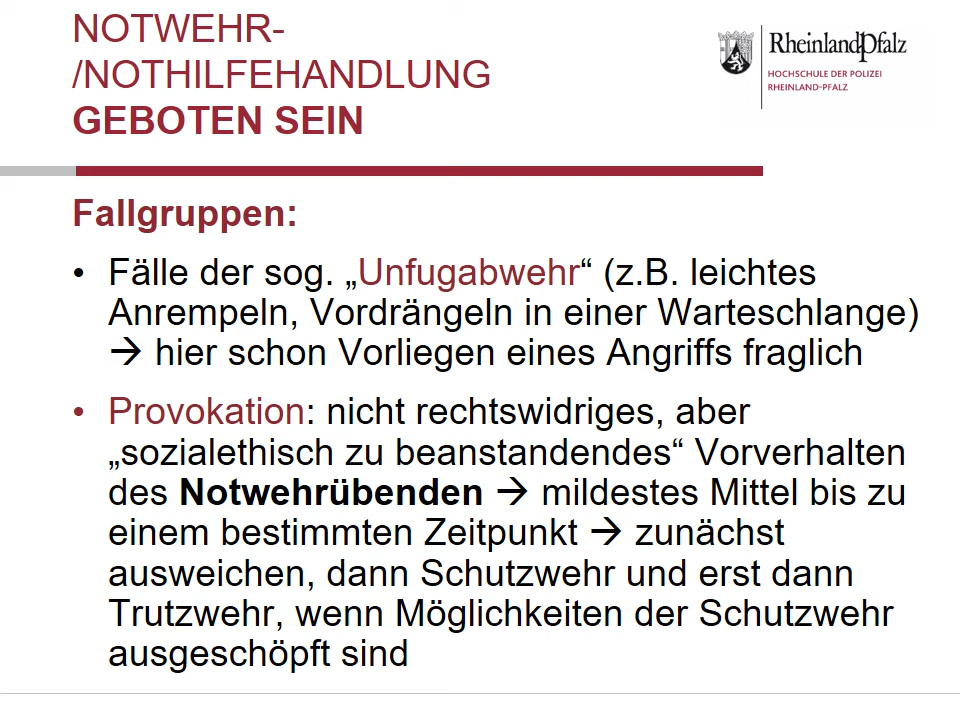 NOTWEHR-
/NOTHILFEHANDLUNG
GEBOTEN SEIN
RheinlandPfalz
HOCHSCHULE DER POLIZEI
RHEINLAND-PFALZ
Fallgruppen:
• Fälle der sog. „Unfugabwehr“ (z.B. leichtes
Anrempeln, Vordrängeln in einer Warteschlange)
→ hier schon Vorliegen eines Angriffs fraglich
• Provokation: nicht rechtswidriges, aber
„sozialethisch zu beanstandendes“ Vorverhalten
des Notwehrübenden → mildestes Mittel bis zu
einem bestimmten Zeitpunkt → zunächst
ausweichen, dann Schutzwehr und erst dann
Trutzwehr, wenn Möglichkeiten der Schutzwehr
ausgeschöpft sind